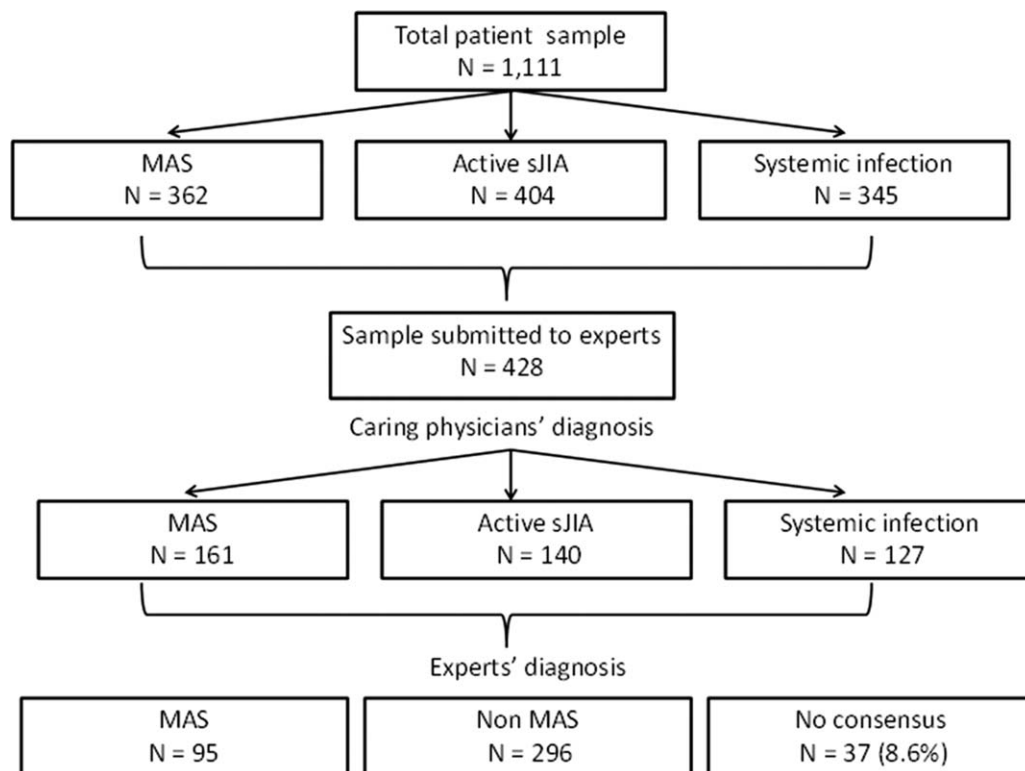 Total patient sample
N = 1,111
MAS
N = 362
Active sJIA
N = 404
Systemic infection
N = 345
Sample submitted to experts
N = 428
Caring physicians’ diagnosis
MAS
N = 161
Active sJIA
N = 140
Systemic infection
N = 127
Experts’ diagnosis
MAS
N = 95
Non MAS
N = 296
No consensus
N = 37 (8.6%)